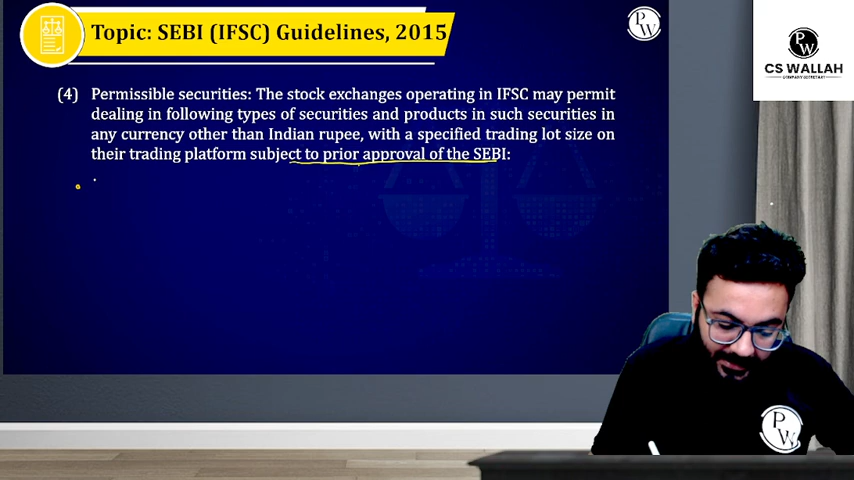 Topic: SEBI (IFSC) Guidelines, 2015
PW
CS WALLAH
COMPANY SECRETARY
(4) Permissible securities: The stock exchanges operating in IFSC may permit
dealing in following types of securities and products in such securities in
any currency other than Indian rupee, with a specified trading lot size on
their trading platform subject to prior approval of the SEBI:
PW